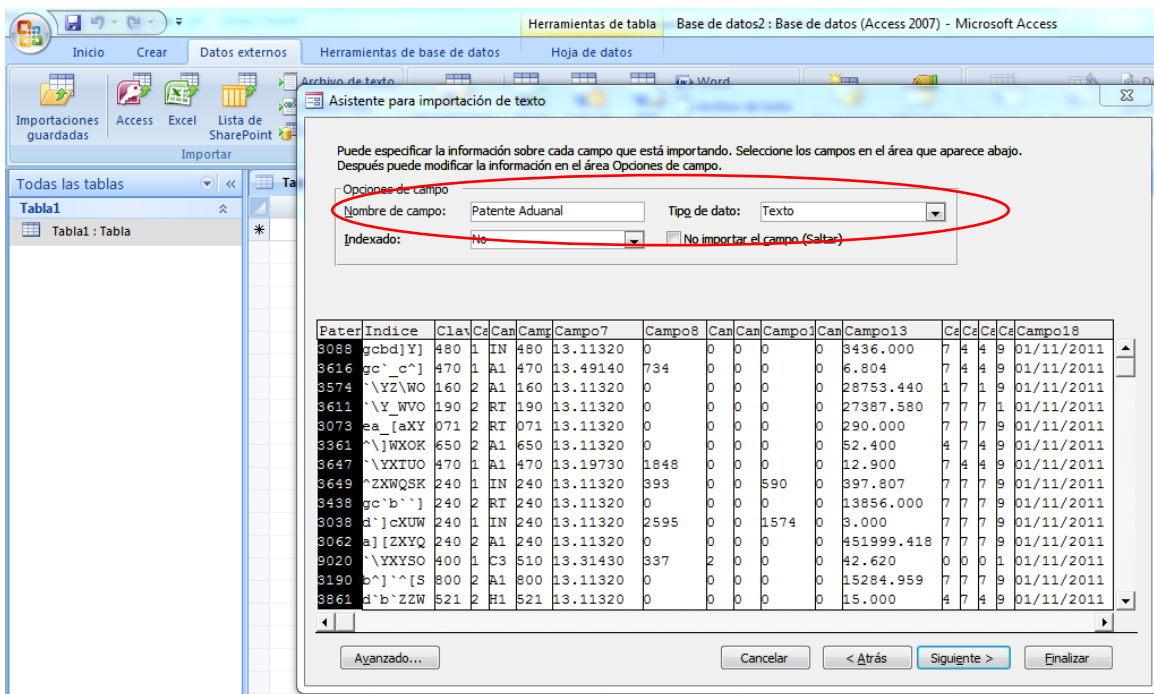 Herramientas de tabla Base de datos2 : Base de datos (Access 2007) - Microsoft Access
Inicio Crear Datos externos Herramientas de base de datos Hoja de datos
Archivo de texto Word
Importaciones guardadas Access Excel Lista de SharePoint
Importar
Asistente para importación de texto
Puede especificar la información sobre cada campo que está importando. Seleccione los campos en el área que aparece abajo.
Después puede modificar la información en el área Opciones de campo.
Todas las tablas
Tabla1
Tabla1 : Tabla
Opciones de campo
Nombre de campo: Patente Aduanal Tipo de dato: Texto
Indexado: No No importar el campo (Saltar)
Pater Indice Clav Ca Can Camp Campo7 Campo8 Can Can Campo1 Can Campo13 Ca Ca Ca Ca Campo18
3088 gcbd]Y] 480 1 IN 480 13.11320 0 0 0 0 0 3436.000 7 4 4 9 01/11/2011
3616 gc`_c^] 470 1 A1 470 13.49140 734 0 0 0 0 6.804 7 4 4 9 01/11/2011
3574 `\YZ\WO 160 2 A1 160 13.11320 0 0 0 0 0 28753.440 1 7 1 9 01/11/2011
3611 `\Y_WVO 190 2 RT 190 13.11320 0 0 0 0 0 27387.580 7 7 7 1 01/11/2011
3073 ea_[aXY 071 2 RT 071 13.11320 0 0 0 0 0 290.000 7 7 7 9 01/11/2011
3361 ^\]WXOK 650 2 A1 650 13.11320 0 0 0 0 0 52.400 4 7 4 9 01/11/2011
3647 `\YXTUO 470 1 A1 470 13.19730 1848 0 0 0 0 12.900 7 4 4 9 01/11/2011
3649 ^ZXWQSK 240 1 IN 240 13.11320 393 0 0 590 0 397.807 7 7 7 9 01/11/2011
3438 gc`b``] 240 2 RT 240 13.11320 0 0 0 0 0 13856.000 7 7 7 9 01/11/2011
3038 d`]cXUW 240 1 IN 240 13.11320 2595 0 0 1574 0 3.000 7 7 7 9 01/11/2011
3062 a][ZXYQ 240 2 A1 240 13.11320 0 0 0 0 0 451999.418 7 7 7 9 01/11/2011
9020 `\YXYSO 400 1 C3 510 13.31430 337 2 0 0 0 42.620 0 0 0 1 01/11/2011
3190 b^]`^[S 800 2 A1 800 13.11320 0 0 0 0 0 15284.959 7 7 7 9 01/11/2011
3861 d`b`ZZW 521 2 H1 521 13.11320 0 0 0 0 0 15.000 4 7 4 9 01/11/2011
Avanzado... Cancelar < Atrás Siguiente > Finalizar